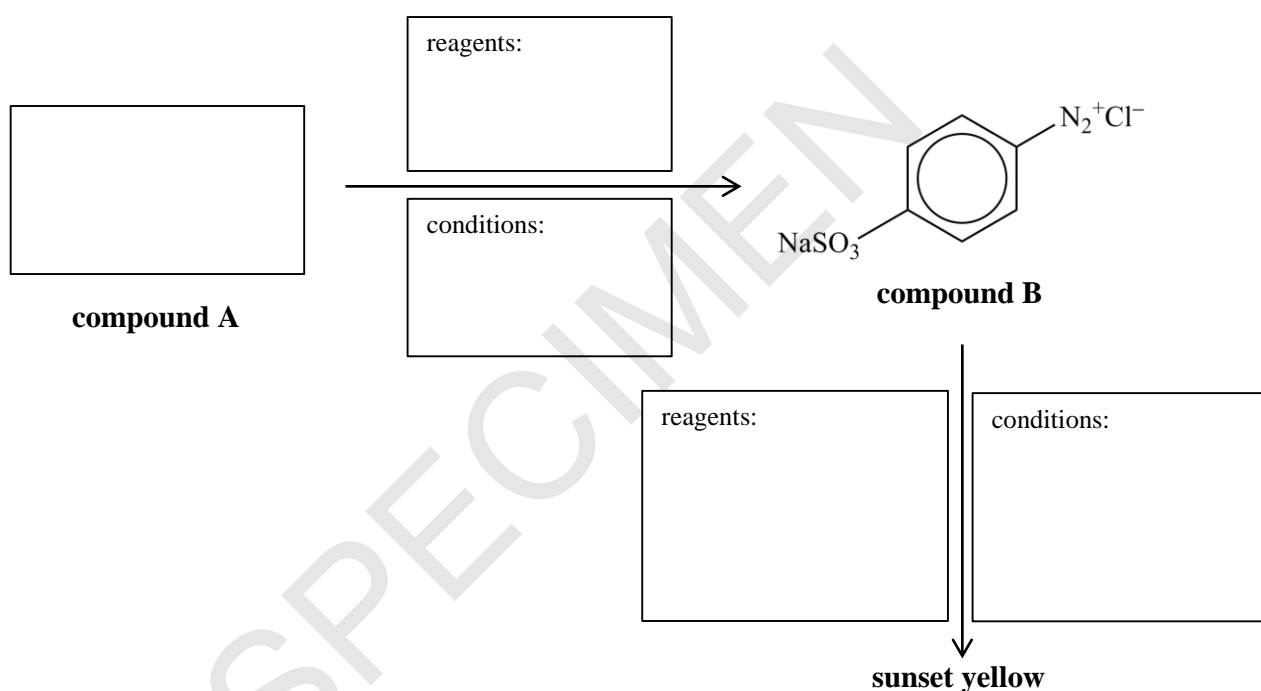 reagents:
N₂⁺Cl⁻
conditions:
NaSO₃
compound B
compound A
reagents:
conditions:
sunset yellow
SPECIMEN